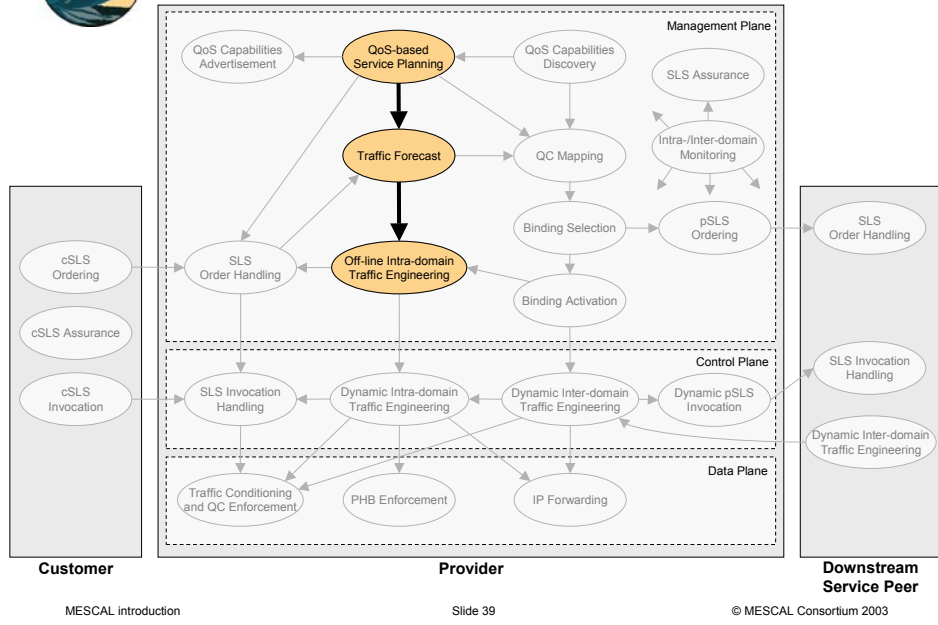 Management Plane
QoS Capabilities
Advertisement
QoS-based
Service Planning
QoS Capabilities
Discovery
SLS Assurance
Traffic Forecast
QC Mapping
Intra-/Inter-domain
Monitoring
Binding Selection
pSLS
Ordering
SLS
Order Handling
cSLS
Ordering
SLS
Order Handling
Off-line Intra-domain
Traffic Engineering
Binding Activation
cSLS Assurance
Control Plane
cSLS
Invocation
SLS Invocation
Handling
Dynamic Intra-domain
Traffic Engineering
Dynamic Inter-domain
Traffic Engineering
Dynamic pSLS
Invocation
SLS Invocation
Handling
Dynamic Inter-domain
Traffic Engineering
Data Plane
Traffic Conditioning
and QC Enforcement
PHB Enforcement
IP Forwarding
Customer
Provider
Downstream
Service Peer
MESCAL introduction
Slide 39
© MESCAL Consortium 2003